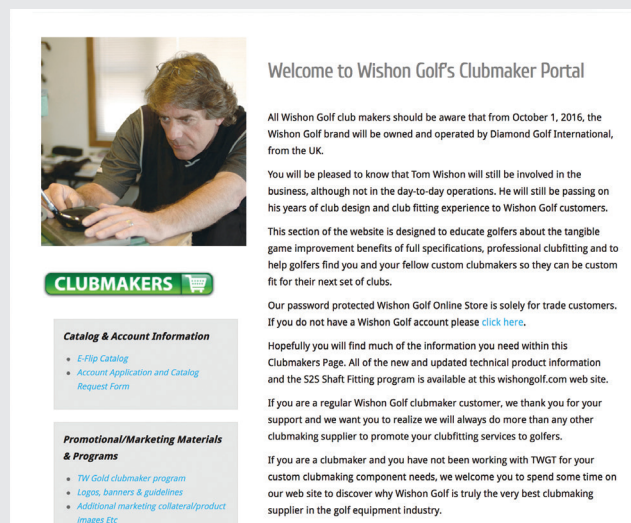 Welcome to Wishon Golf's Clubmaker Portal
All Wishon Golf club makers should be aware that from October 1, 2016, the
Wishon Golf brand will be owned and operated by Diamond Golf International,
from the UK.
You will be pleased to know that Tom Wishon will still be involved in the
business, although not in the day-to-day operations. He will still be passing on
his years of club design and club fitting experience to Wishon Golf customers.
This section of the website is designed to educate golfers about the tangible
game improvement benefits of full specifications, professional clubfitting and to
help golfers find you and your fellow custom clubmakers so they can be custom
fit for their next set of clubs.
Our password protected Wishon Golf Online Store is solely for trade customers.
If you do not have a Wishon Golf account please click here.
Hopefully you will find much of the information you need within this
Clubmakers Page. All of the new and updated technical product information
and the S2S Shaft Fitting program is available at this wishongolf.com web site.
If you are a regular Wishon Golf clubmaker customer, we thank you for your
support and we want you to realize we will always do more than any other
clubmaking supplier to promote your clubfitting services to golfers.
If you are a clubmaker and you have not been working with TWGT for your
custom clubmaking component needs, we welcome you to spend some time on
our web site to discover why Wishon Golf is truly the very best clubmaking
supplier in the golf equipment industry.
CLUBMAKERS
Catalog & Account Information
E-Flip Catalog
Account Application and Catalog
Request Form
Promotional/Marketing Materials
& Programs
TW Gold clubmaker program
Logos, banners & guidelines
Additional marketing collateral/product
images Etc